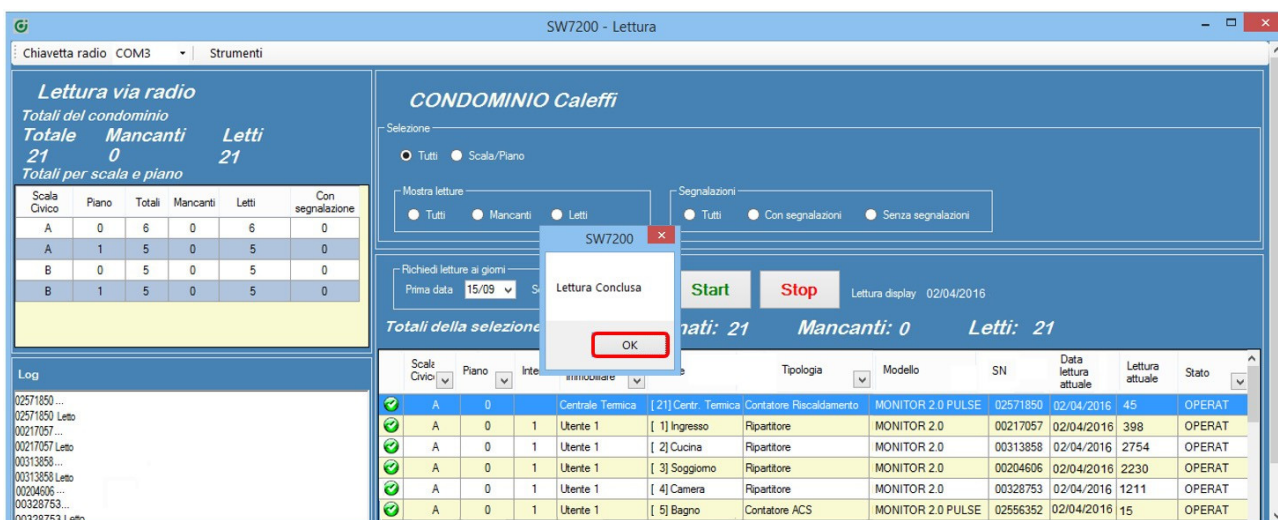 SW7200 - Lettura
Chiavetta radio COM3 Strumenti
Lettura via radio
Totali del condominio
Totale Mancanti Letti
21 0 21
Totali per scala e piano
Scala Civico Piano Totali Mancanti Letti Con segnalazione
A 0 6 0 6 0
A 1 5 0 5 0
B 0 5 0 5 0
B 1 5 0 5 0
Log
02571850 ...
02571850 Letto
00217057 ...
00217057 Letto
00313858 ...
00313858 Letto
00204606 ...
00328753...
00328753 Letto
CONDOMINIO Caleffi
Selezione
Tutti Scala/Piano
Mostra letture
Tutti Mancanti Letti
Segnalazioni
Tutti Con segnalazioni Senza segnalazioni
SW7200
Lettura Conclusa
OK
Richiedi letture ai giorni
Prima data 15/09
Start Stop Lettura display 02/04/2016
Totali della selezione 21 Mancanti: 0 Letti: 21
Scala Civico Piano Tipologia Modello SN Data lettura attuale Lettura attuale Stato
A 0 Centrale Termica [ 21] Centr. Termica Contatore Riscaldamento MONITOR 2.0 PULSE 02571850 02/04/2016 45 OPERAT
A 0 1 Utente 1 [ 1] Ingresso Ripartitore MONITOR 2.0 00217057 02/04/2016 398 OPERAT
A 0 1 Utente 1 [ 2] Cucina Ripartitore MONITOR 2.0 00313858 02/04/2016 2754 OPERAT
A 0 1 Utente 1 [ 3] Soggiorno Ripartitore MONITOR 2.0 00204606 02/04/2016 2230 OPERAT
A 0 1 Utente 1 [ 4] Camera Ripartitore MONITOR 2.0 00328753 02/04/2016 1211 OPERAT
A 0 1 Utente 1 [ 5] Bagno Contatore ACS MONITOR 2.0 PULSE 02556352 02/04/2016 15 OPERAT